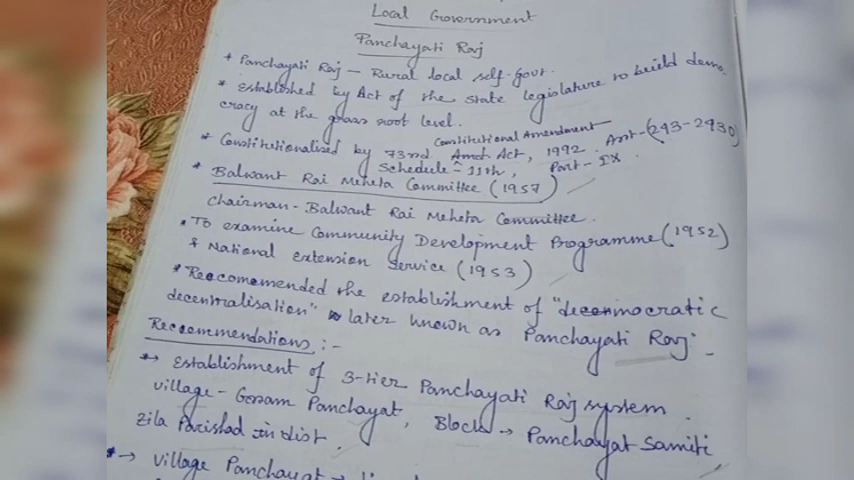 Local Government
Panchayati Raj
* Panchayati Raj – Rural local self-Govt.
* Established by Act of the state legislature to build demo
cracy at the grass root level.
Constitutional Amendment
* Constitutionalised by 73rd Amdt. Act, 1992. Art-(243-243O)
Schedule - 11th, Part - IX
* Balwant Rai Meheta Committee (1957)
Chairman - Balwant Rai Meheta Committee.
* To examine Community Development Programme (1952)
& National extension Service (1953)
* Reccomended the establishment of "democratic
decentralisation" later known as Panchayati Raj.
Reccommendations :-
*→ Establishment of 3-tier Panchayati Raj system.
village - Gram Panchayat, Block → Panchayat Samiti
Zila Parishad in dist.
*→ village Panchayat →